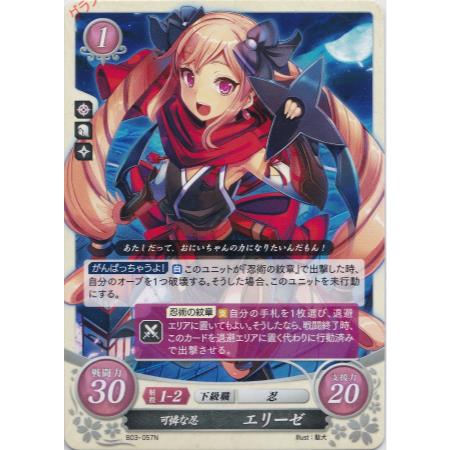 グラ
1
あたしだって、おにいちゃんの力になりたいんだもん!
がんばっちゃうよ! 自 このユニットが『忍術の紋章』で出撃した時、
自分のオーブを1つ破壊する。そうした場合、このユニットを未行動
にする。
忍術の紋章 支 自分の手札を1枚選び、退避
エリアに置いてもよい。そうしたなら、戦闘終了時、
このカードを退避エリアに置く代わりに行動済み
で出撃させる。
戦闘力 30
射程 1-2
下級職
忍
支援力 20
可憐な忍 エリーゼ
B03-057N
Illust:黇犬